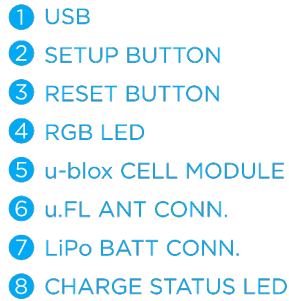 1 USB
2 SETUP BUTTON
3 RESET BUTTON
4 RGB LED
5 u-blox CELL MODULE
6 u.FL ANT CONN.
7 LiPo BATT CONN.
8 CHARGE STATUS LED